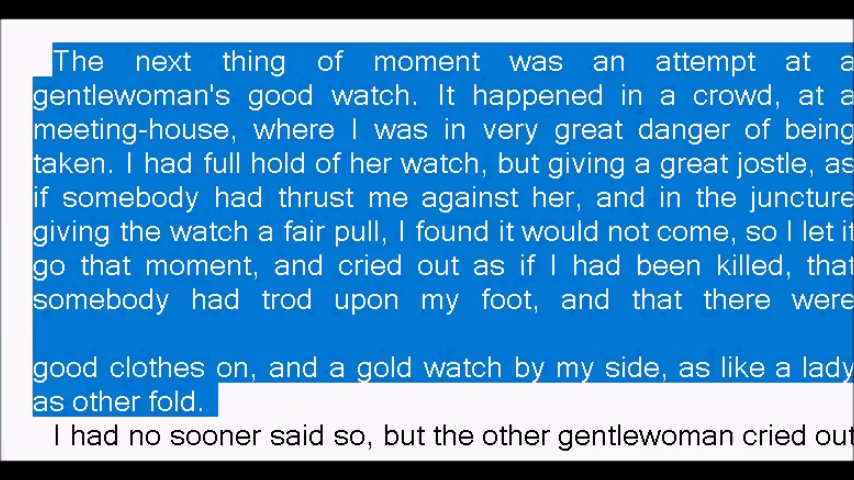 The next thing of moment was an attempt at a
gentlewoman's good watch. It happened in a crowd, at a
meeting-house, where I was in very great danger of being
taken. I had full hold of her watch, but giving a great jostle, as
if somebody had thrust me against her, and in the juncture
giving the watch a fair pull, I found it would not come, so I let it
go that moment, and cried out as if I had been killed, that
somebody had trod upon my foot, and that there were
good clothes on, and a gold watch by my side, as like a lady
as other fold.
I had no sooner said so, but the other gentlewoman cried out